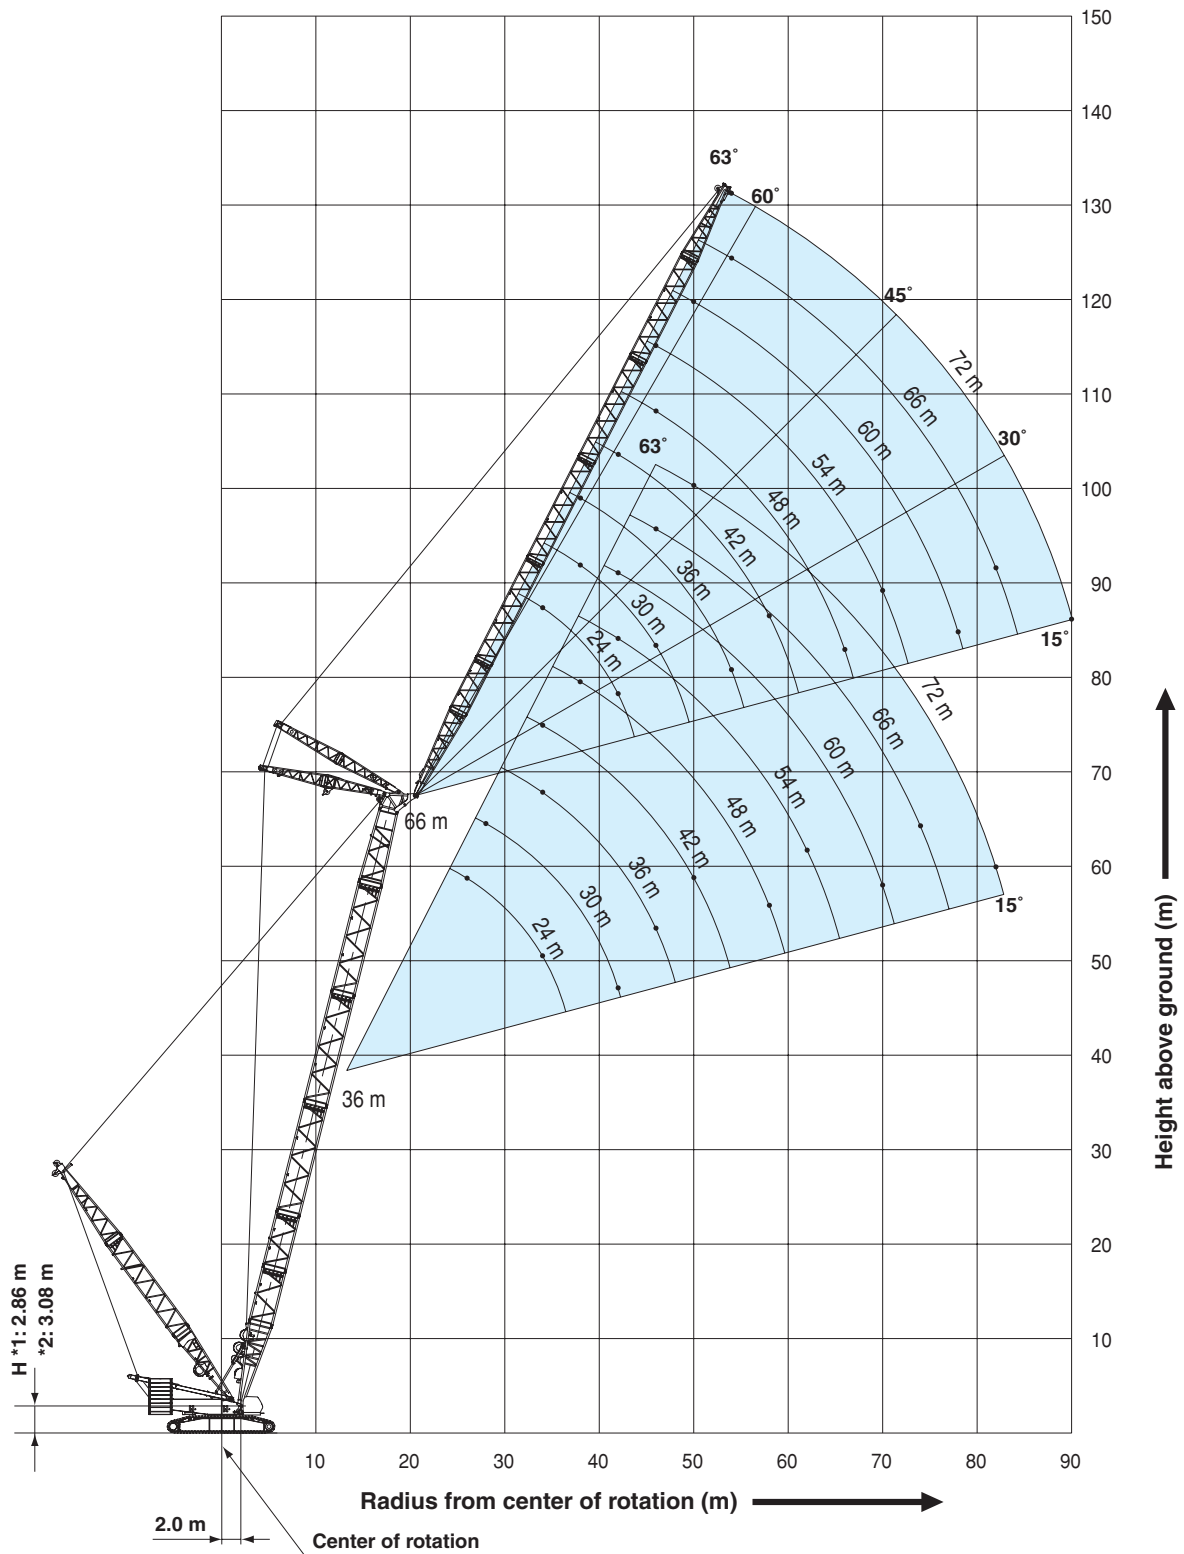 150
140
63°
130
60°
120
45°
72 m
110
66 m
60 m
30°
63°
54 m
100
48 m
42 m
36 m
90
30 m
15°
24 m
80
72 m
66 m
70
60 m
66 m
54 m
48 m
60
42 m
36 m
15°
30 m
24 m
50
40
36 m
30
20
10
H *1: 2.86 m
*2: 3.08 m
Height above ground (m)
10 20 30 40 50 60 70 80 90
Radius from center of rotation (m)
2.0 m
Center of rotation